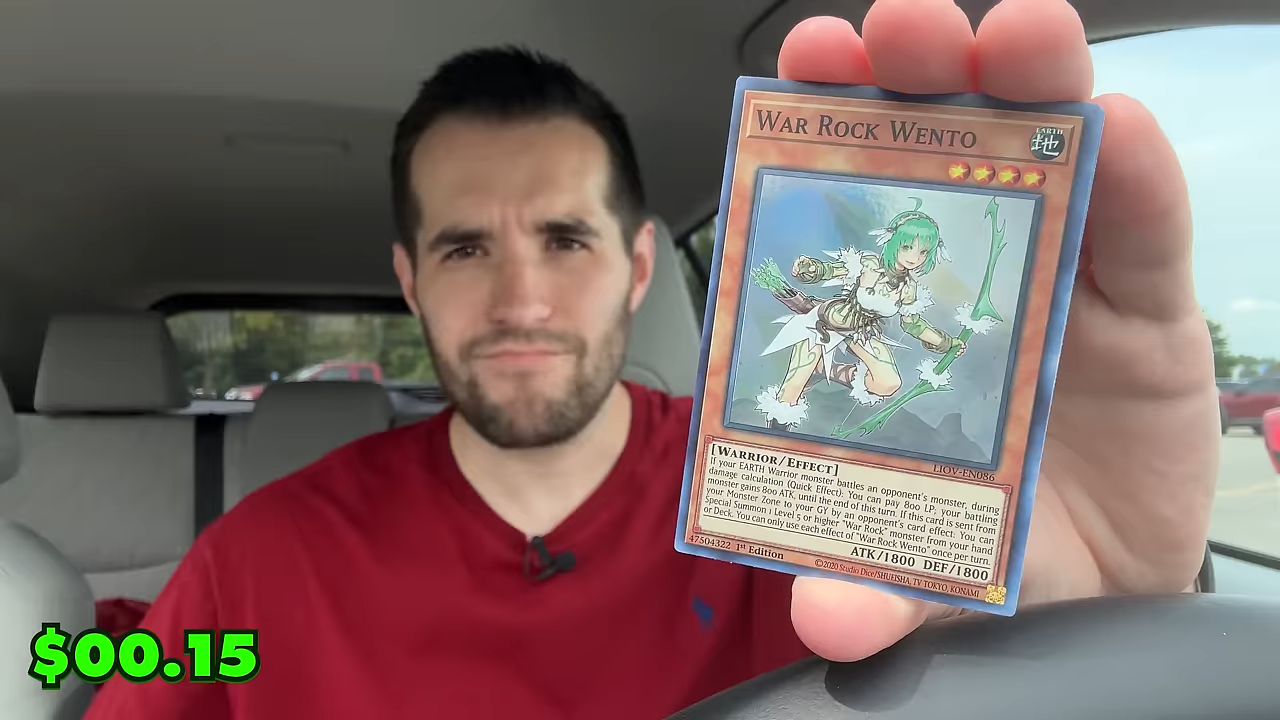 WAR ROCK WENTO
EARTH
地
LIOV-EN086
[WARRIOR/EFFECT]
If your EARTH Warrior monster battles an opponent's monster, during
damage calculation (Quick Effect): You can pay 800 LP; your battling
monster gains 800 ATK, until the end of this turn. If this card is sent from
your Monster Zone to your GY by an opponent's card effect: You can
Special Summon 1 Level 5 or higher "War Rock" monster from your hand
or Deck. You can only use each effect of "War Rock Wento" once per turn.
ATK/1800 DEF/1800
47504322 1st Edition
©2020 Studio Dice/SHUEISHA, TV TOKYO, KONAMI
$00.15